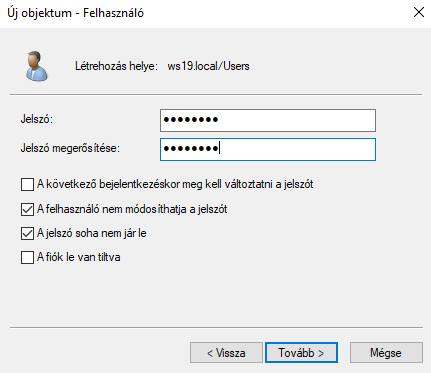 Új objektum - Felhasználó
Létrehozás helye: ws19.local/Users
Jelszó: ●●●●●●●●
Jelszó megerősítése: ●●●●●●●●
A következő bejelentkezéskor meg kell változtatni a jelszót
A felhasználó nem módosíthatja a jelszót
A jelszó soha nem jár le
A fiók le van tiltva
< Vissza Tovább > Mégse